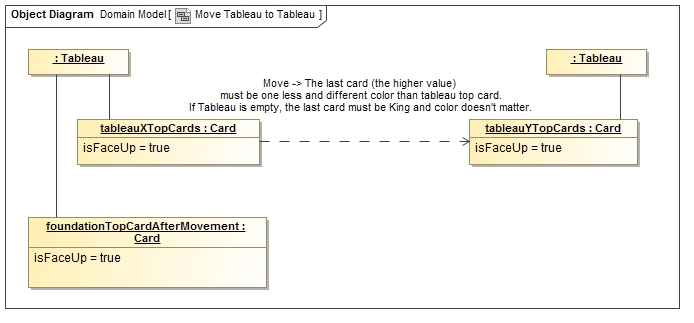 Object Diagram Domain Model[ Move Tableau to Tableau ]
: Tableau
: Tableau
Move -> The last card (the higher value)
must be one less and different color than tableau top card.
If Tableau is empty, the last card must be King and color doesn't matter.
tableauXTopCards : Card
isFaceUp = true
tableauYTopCards : Card
isFaceUp = true
foundationTopCardAfterMovement :
Card
isFaceUp = true